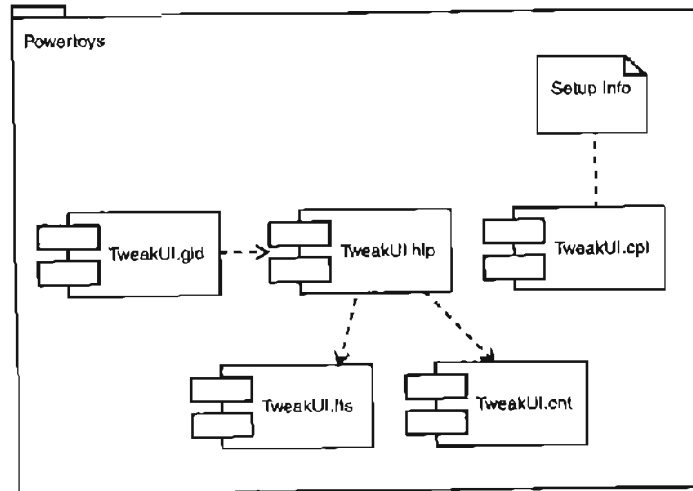 Powertoys
Setup Info
TweakUI.gid
TweakUI.hlp
TweakUI.cpl
TweakUI.fts
TweakUI.cnt